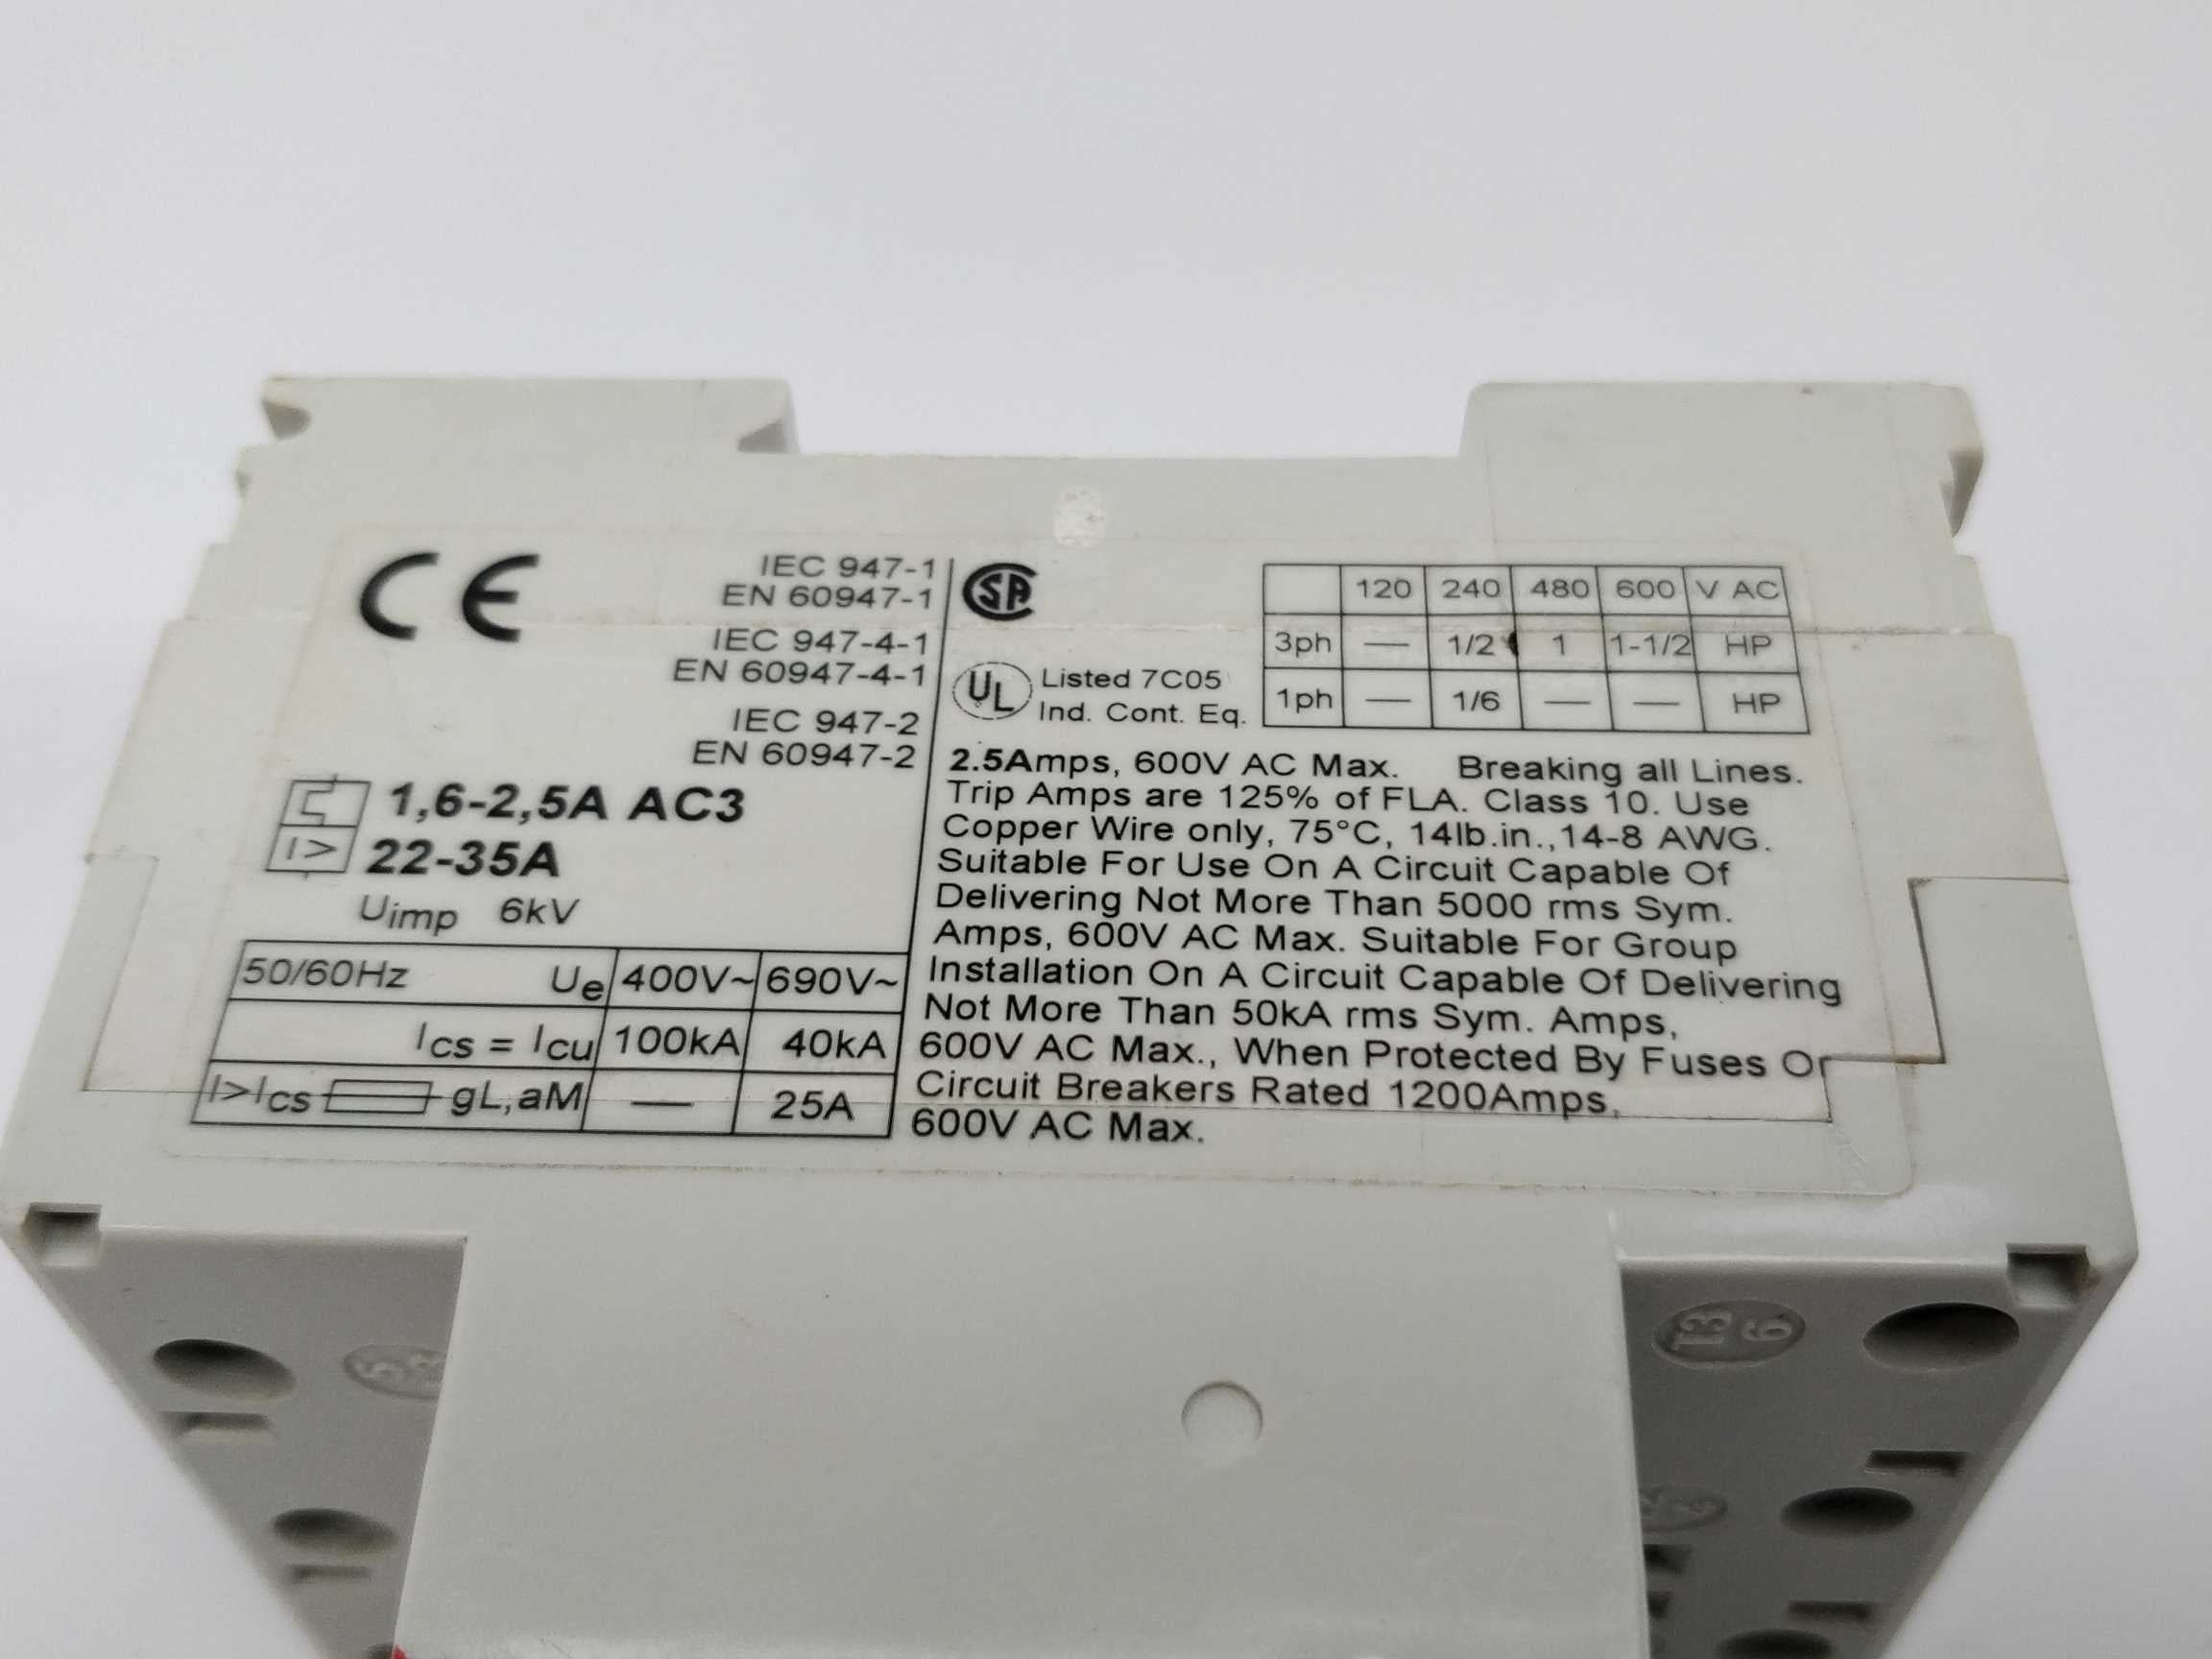 CE
IEC 947-1
EN 60947-1
IEC 947-4-1
EN 60947-4-1
IEC 947-2
EN 60947-2
1,6-2,5A AC3
I> 22-35A
Uimp 6kV
50/60Hz Ue 400V~ 690V~
Ics = Icu 100kA 40kA
I>Ics gL,aM — 25A
SA
UL Listed 7C05
Ind. Cont. Eq.
120 240 480 600 V AC
3ph — 1/2 1 1-1/2 HP
1ph — 1/6 — — HP
2.5Amps, 600V AC Max. Breaking all Lines.
Trip Amps are 125% of FLA. Class 10. Use
Copper Wire only, 75°C, 14lb.in.,14-8 AWG.
Suitable For Use On A Circuit Capable Of
Delivering Not More Than 5000 rms Sym.
Amps, 600V AC Max. Suitable For Group
Installation On A Circuit Capable Of Delivering
Not More Than 50kA rms Sym. Amps,
600V AC Max., When Protected By Fuses Or
Circuit Breakers Rated 1200Amps,
600V AC Max.
T3
6